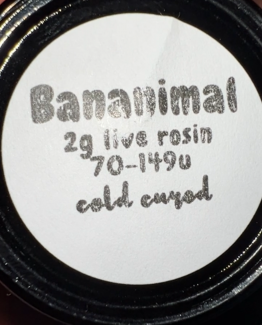 Bananimal
2g live rosin
70-149u
cold cured